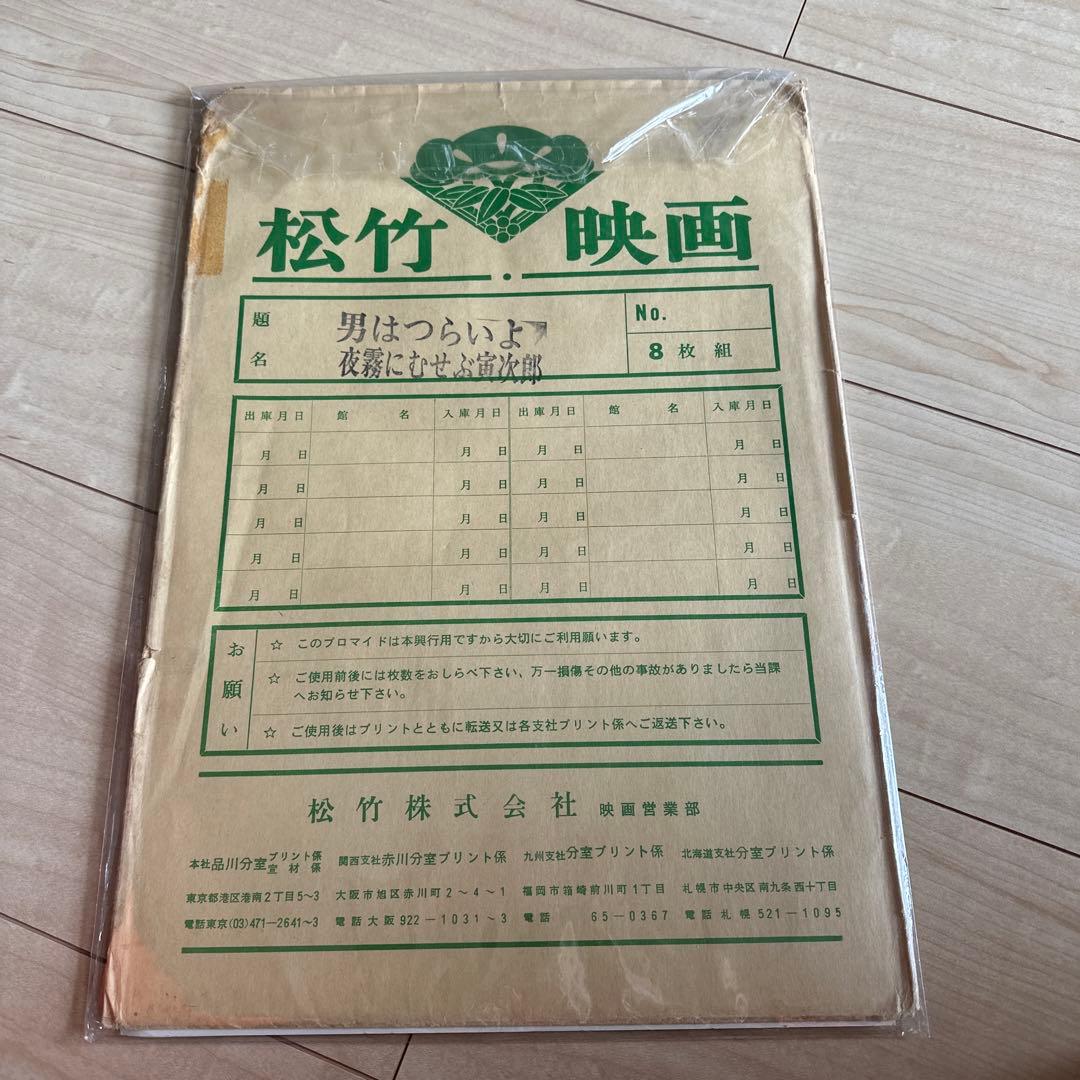 松竹・映画
題名
男はつらいよ
夜霧にむせぶ寅次郎
No.
8枚組
出庫月日 館名 入庫月日 出庫月日 館名 入庫月日
月 日 月 日 月 日 月 日
月 日 月 日 月 日 月 日
月 日 月 日 月 日 月 日
月 日 月 日 月 日 月 日
月 日 月 日 月 日 月 日
お願い
☆ このブロマイドは本興行用ですから大切にご利用願います。
☆ ご使用前後には枚数をおしらべ下さい、万一損傷その他の事故がありましたら当課
へお知らせ下さい。
☆ ご使用後はプリントとともに転送又は各支社プリント係へご返送下さい。
松竹株式会社 映画営業部
本社品川分室プリント係 宣材係 関西支社赤川分室プリント係 九州支社分室プリント係 北海道支社分室プリント係
東京都港区港南2丁目5~3 大阪市旭区赤川町2~4~1 福岡市箱崎前川町1丁目 札幌市中央区南九条西十丁目
電話東京(03)471-2641~3 電話大阪922-1031~3 電話 65-0367 電話札幌521-1095